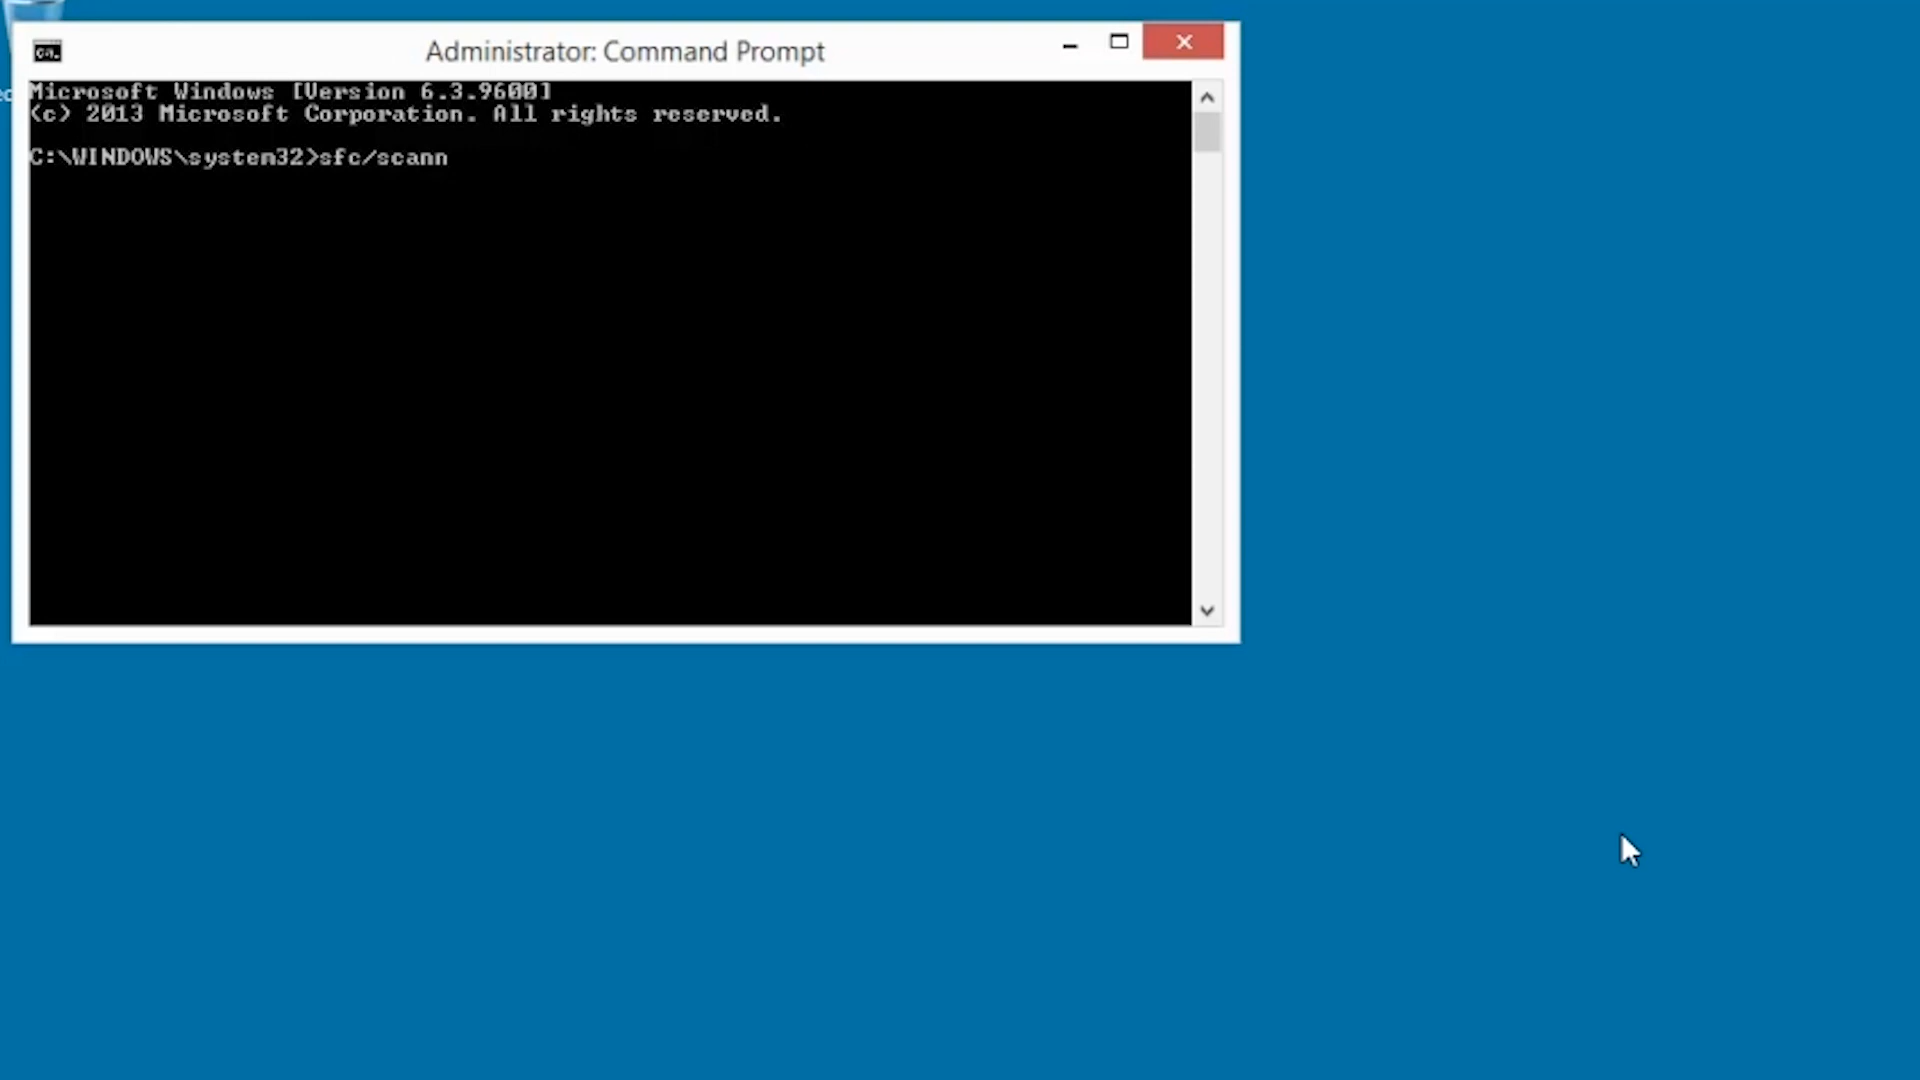 Administrator: Command Prompt
Microsoft Windows [Version 6.3.9600]
(c) 2013 Microsoft Corporation. All rights reserved.
C:\WINDOWS\system32>sfc/scann